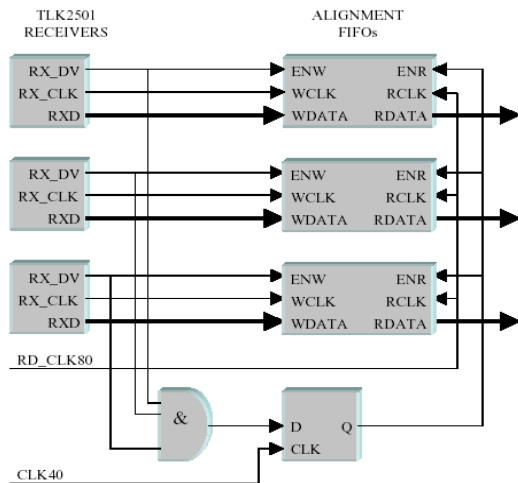 TLK2501
RECEIVERS
ALIGNMENT
FIFOs
RX_DV
RX_CLK
RXD
ENW
WCLK
WDATA
ENR
RCLK
RDATA
RX_DV
RX_CLK
RXD
ENW
WCLK
WDATA
ENR
RCLK
RDATA
RX_DV
RX_CLK
RXD
ENW
WCLK
WDATA
ENR
RCLK
RDATA
RD_CLK80
&
D
Q
CLK
CLK40